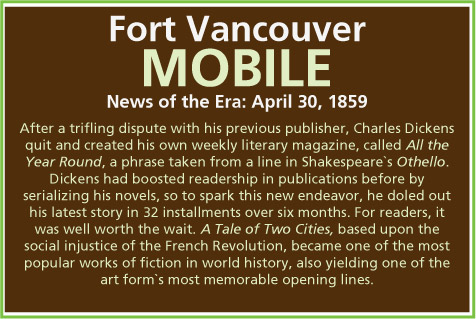 Fort Vancouver
MOBILE
News of the Era: April 30, 1859
After a trifling dispute with his previous publisher, Charles Dickens
quit and created his own weekly literary magazine, called All the
Year Round, a phrase taken from a line in Shakespeare`s Othello.
Dickens had boosted readership in publications before by
serializing his novels, so to spark this new endeavor, he doled out
his latest story in 32 installments over six months. For readers, it
was well worth the wait. A Tale of Two Cities, based upon the
social injustice of the French Revolution, became one of the most
popular works of fiction in world history, also yielding one of the
art form`s most memorable opening lines.